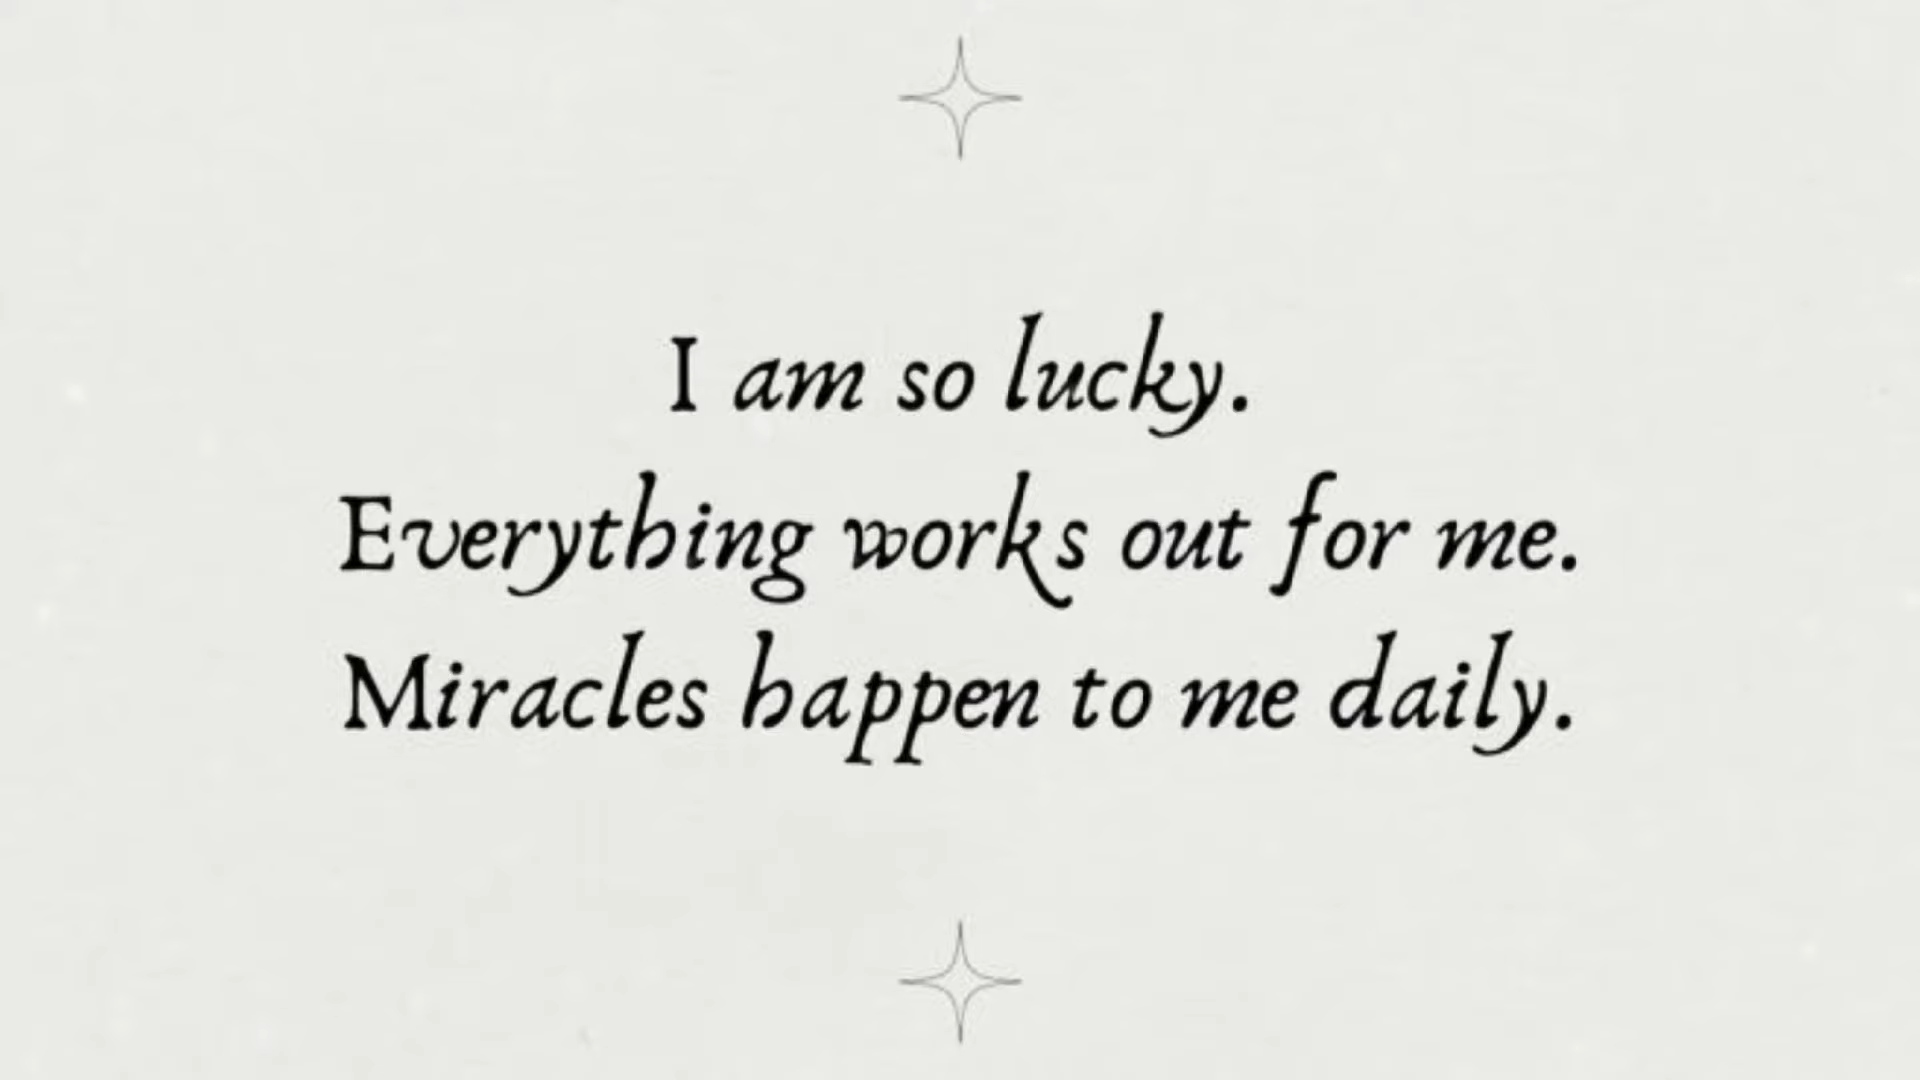 I am so lucky.
Everything works out for me.
Miracles happen to me daily.